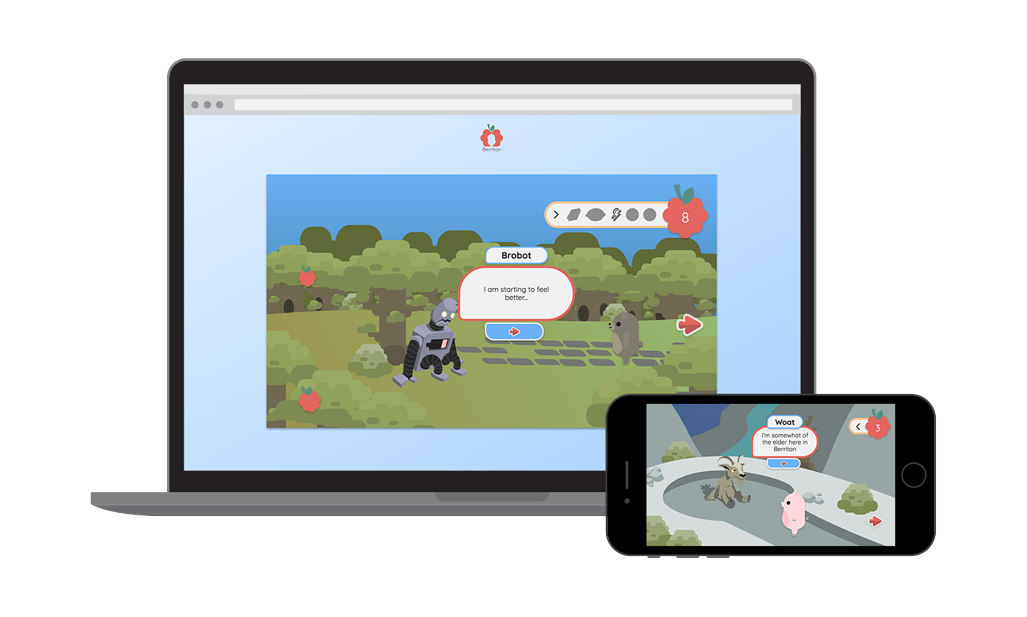 Berriton
8
Brobot
I am starting to feel
better...
Woat
3
I'm somewhat of
the elder here in
Berriton